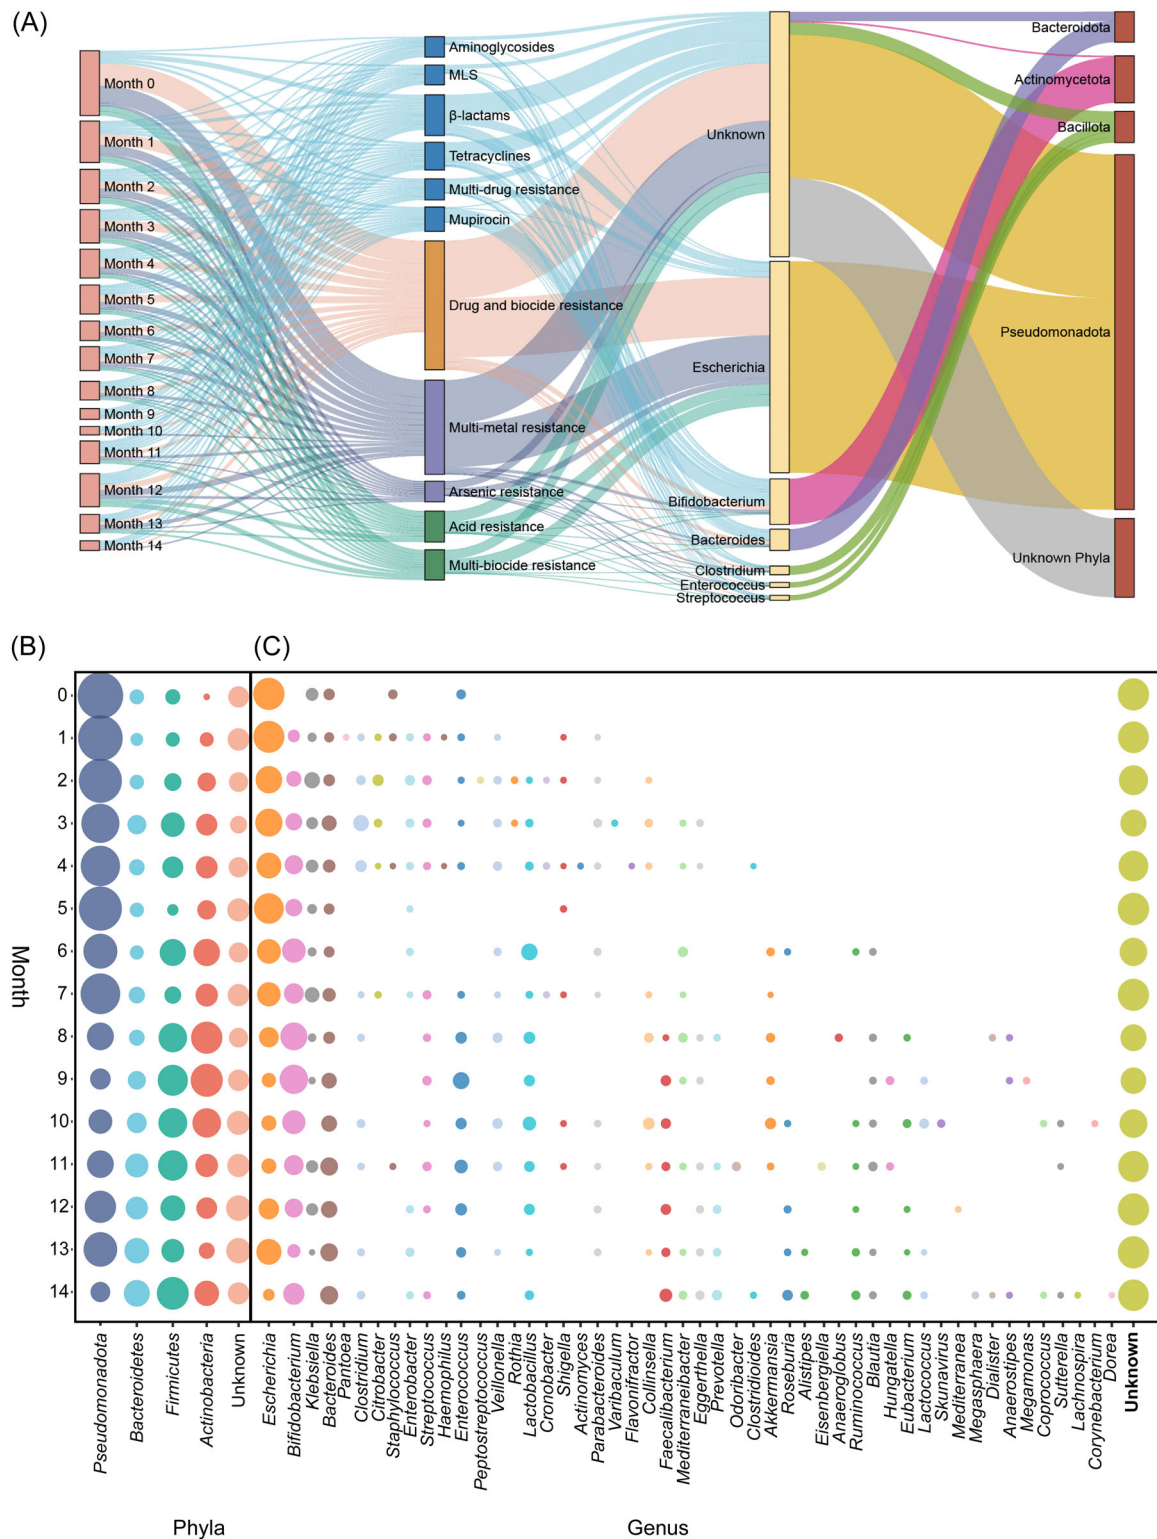 (A)
Month 0
Month 1
Month 2
Month 3
Month 4
Month 5
Month 6
Month 7
Month 8
Month 9
Month 10
Month 11
Month 12
Month 13
Month 14
Aminoglycosides
MLS
β-lactams
Tetracyclines
Multi-drug resistance
Mupirocin
Drug and biocide resistance
Multi-metal resistance
Arsenic resistance
Acid resistance
Multi-biocide resistance
Unknown
Escherichia
Bifidobacterium
Bacteroides
Clostridium
Enterococcus
Streptococcus
Bacteroidota
Actinomycetota
Bacillota
Pseudomonadota
Unknown Phyla
(B)
(C)
Month
0
1
2
3
4
5
6
7
8
9
10
11
12
13
14
Pseudomonadota
Bacteroidetes
Firmicutes
Actinobacteria
Unknown
Escherichia
Bifidobacterium
Klebsiella
Bacteroides
Pantoea
Clostridium
Citrobacter
Staphylococcus
Enterobacter
Streptococcus
Haemophilus
Enterococcus
Peptostreptococcus
Veillonella
Rothia
Lactobacillus
Cronobacter
Shigella
Actinomyces
Parabacteroides
Varibaculum
Flavonifractor
Collinsella
Faecalibacterium
Mediterraneibacter
Eggerthella
Prevotella
Odoribacter
Clostridioides
Akkermansia
Roseburia
Alistipes
Eisenbergiella
Anaeroglobus
Ruminococcus
Blautia
Hungatella
Eubacterium
Lactococcus
Skunavirus
Mediterranea
Megasphaera
Dialister
Anaerostipes
Megamonas
Coprococcus
Sutterella
Lachnospira
Corynebacterium
Dorea
Unknown
Phyla
Genus